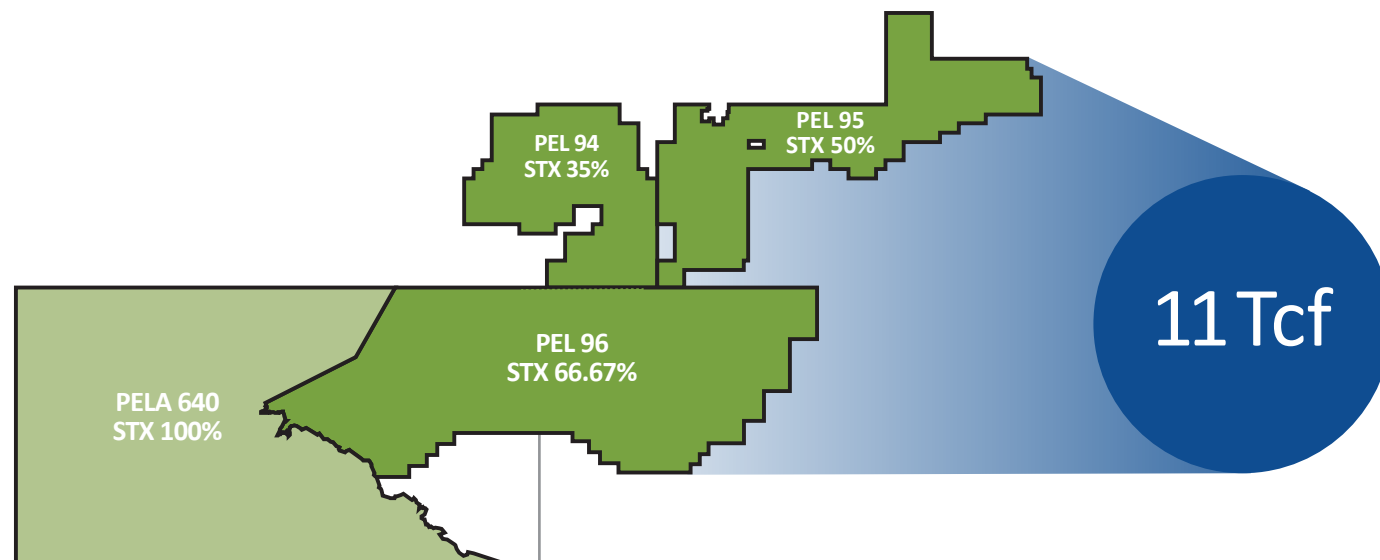 PEL 94
STX 35%
PEL 95
STX 50%
PEL 96
STX 66.67%
PELA 640
STX 100%
11 Tcf